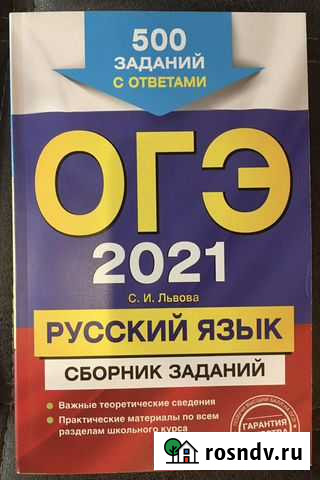 500
ЗАДАНИЙ
С ОТВЕТАМИ
ОГЭ
2021
С. И. Львова
РУССКИЙ ЯЗЫК
СБОРНИК ЗАДАНИЙ
• Важные теоретические сведения
• Практические материалы по всем
разделам школьного курса
ГАРАНТИЯ
rosndv.ru